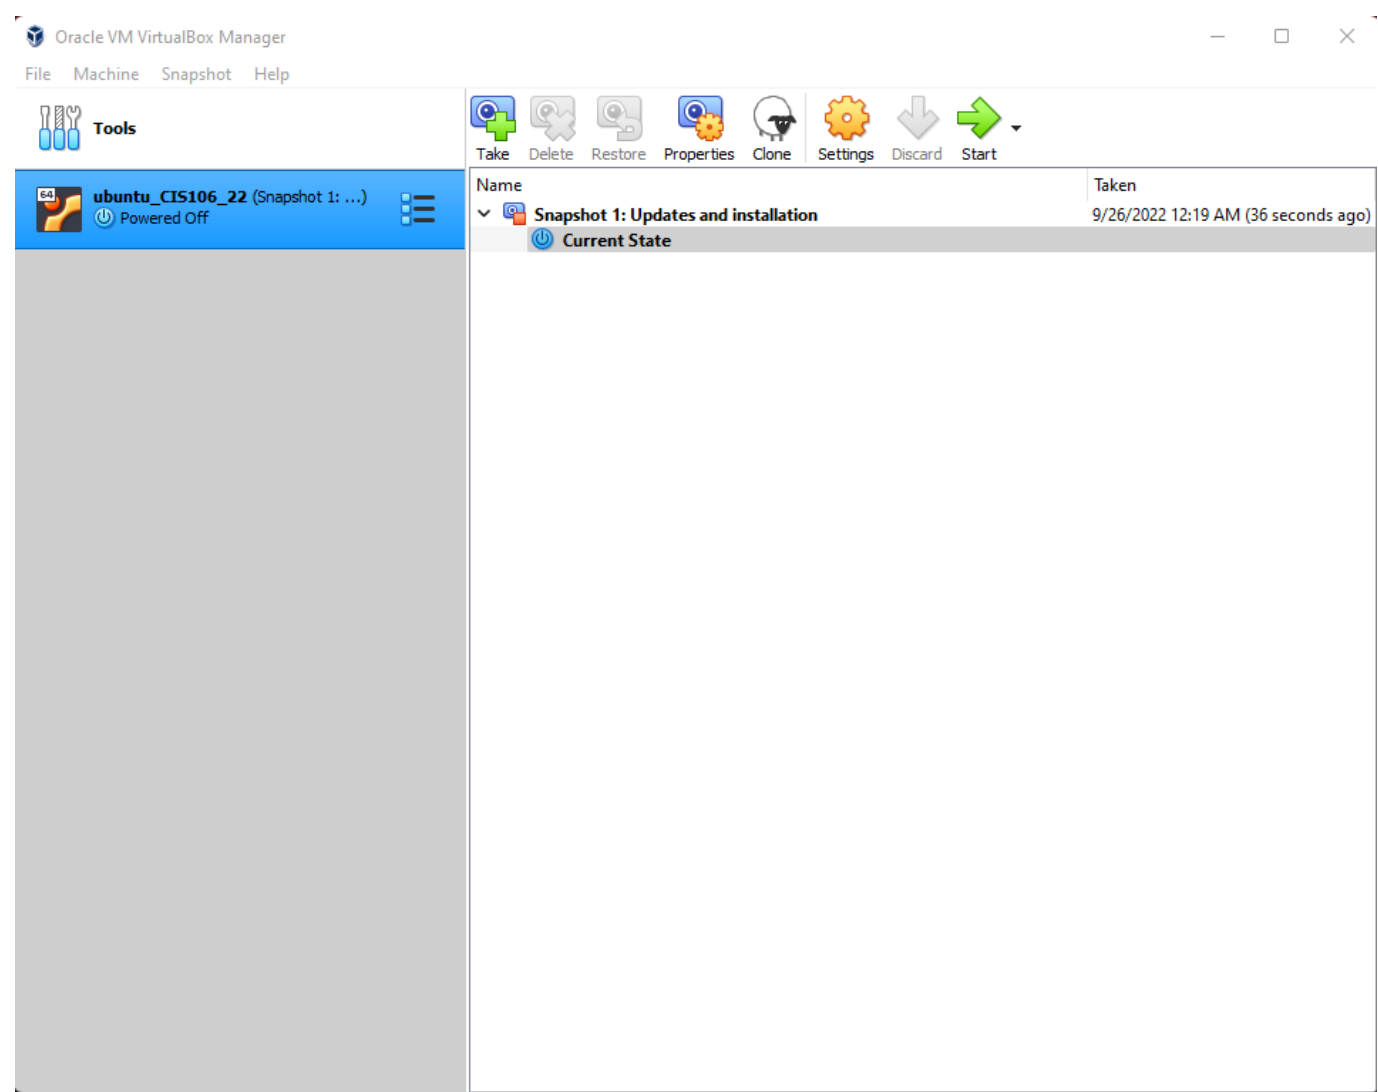 Oracle VM VirtualBox Manager
File Machine Snapshot Help
Tools
Take Delete Restore Properties Clone Settings Discard Start
64
ubuntu_CIS106_22 (Snapshot 1: ...)
Powered Off
Name Taken
Snapshot 1: Updates and installation 9/26/2022 12:19 AM (36 seconds ago)
Current State